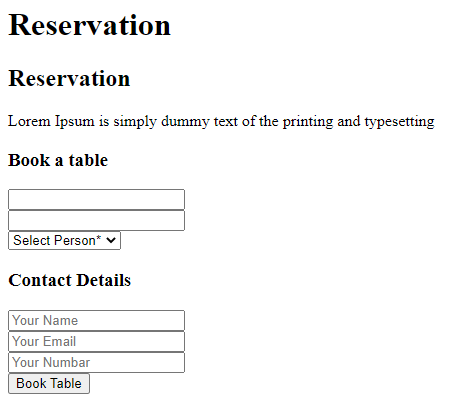 Reservation
Reservation
Lorem Ipsum is simply dummy text of the printing and typesetting
Book a table
Select Person*
Contact Details
Your Name
Your Email
Your Numbar
Book Table